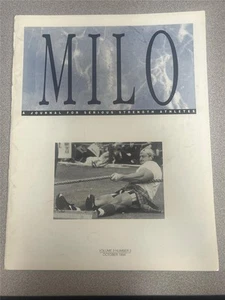 MILO
A JOURNAL FOR SERIOUS STRENGTH ATHLETES